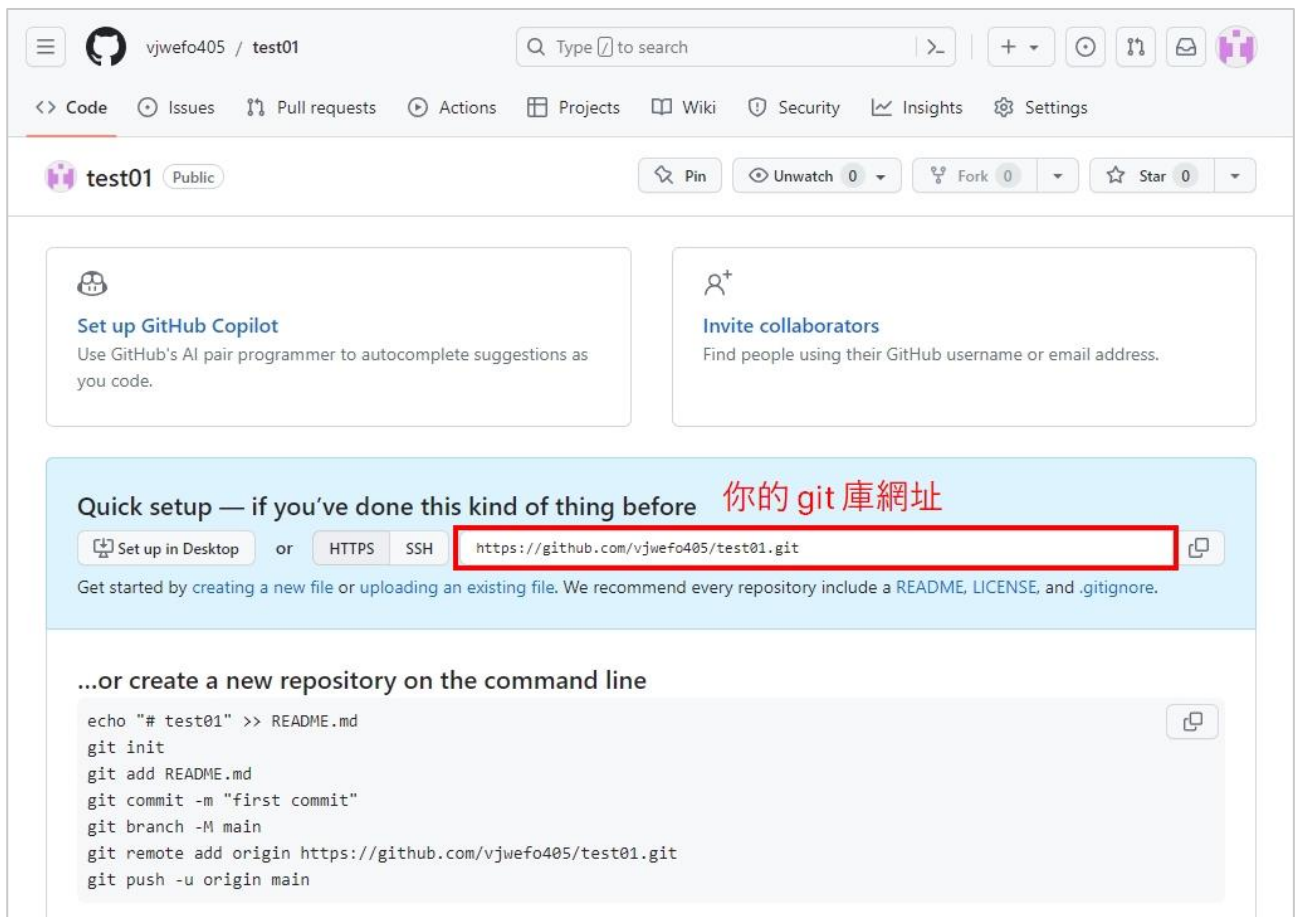 vjwefo405 / test01
Type / to search
Code Issues Pull requests Actions Projects Wiki Security Insights Settings
test01 Public
Pin Unwatch 0 Fork 0 Star 0
Set up GitHub Copilot
Use GitHub's AI pair programmer to autocomplete suggestions as
you code.
Invite collaborators
Find people using their GitHub username or email address.
Quick setup — if you’ve done this kind of thing before 你的 git 庫網址
Set up in Desktop or HTTPS SSH https://github.com/vjwefo405/test01.git
Get started by creating a new file or uploading an existing file. We recommend every repository include a README, LICENSE, and .gitignore.
…or create a new repository on the command line
echo "# test01" >> README.md
git init
git add README.md
git commit -m "first commit"
git branch -M main
git remote add origin https://github.com/vjwefo405/test01.git
git push -u origin main